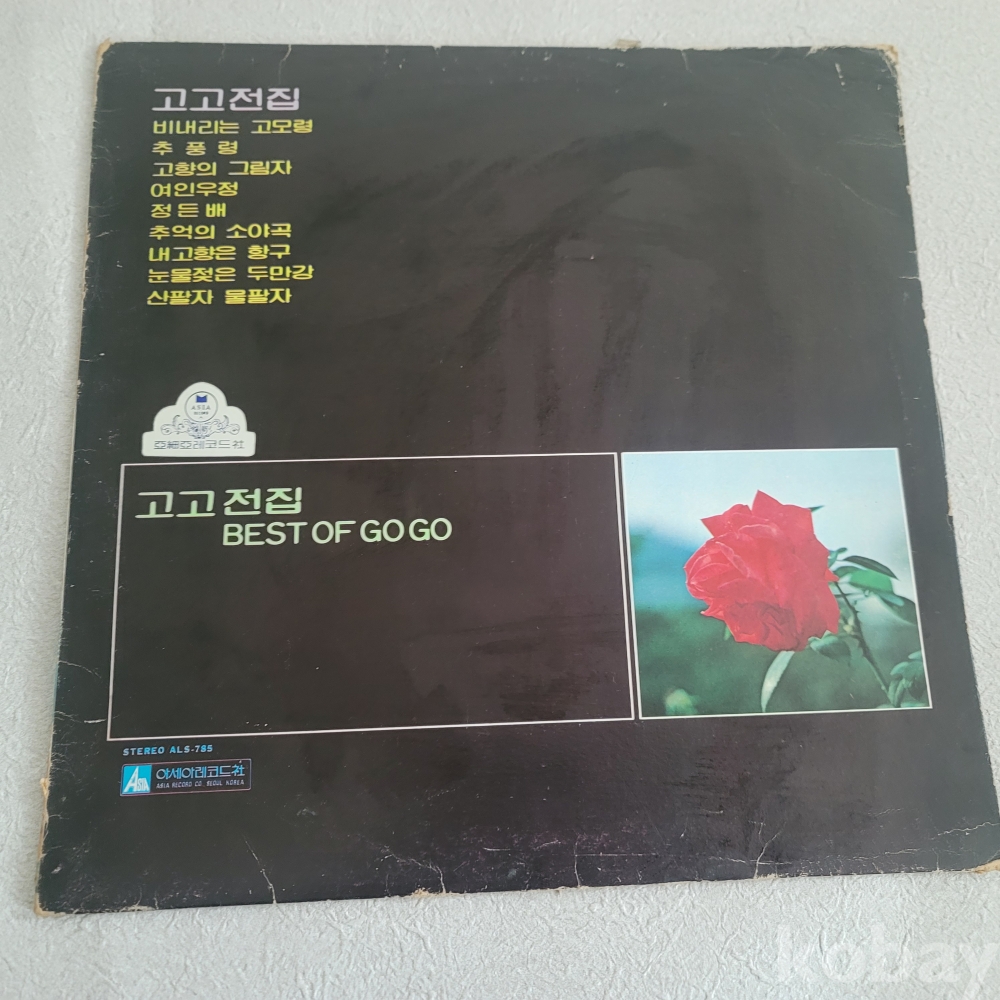 고고전집
비내리는 고모령
추풍령
고향의 그림자
여인우정
정든배
추억의 소야곡
내고향은 항구
눈물젖은 두만강
산팔자 물팔자
ASIA
亞細亞레코드社
고고전집
BEST OF GO GO
STEREO ALS-785
ASIA
아세아레코드社
ASIA RECORD CO. SEOUL KOREA
kobay